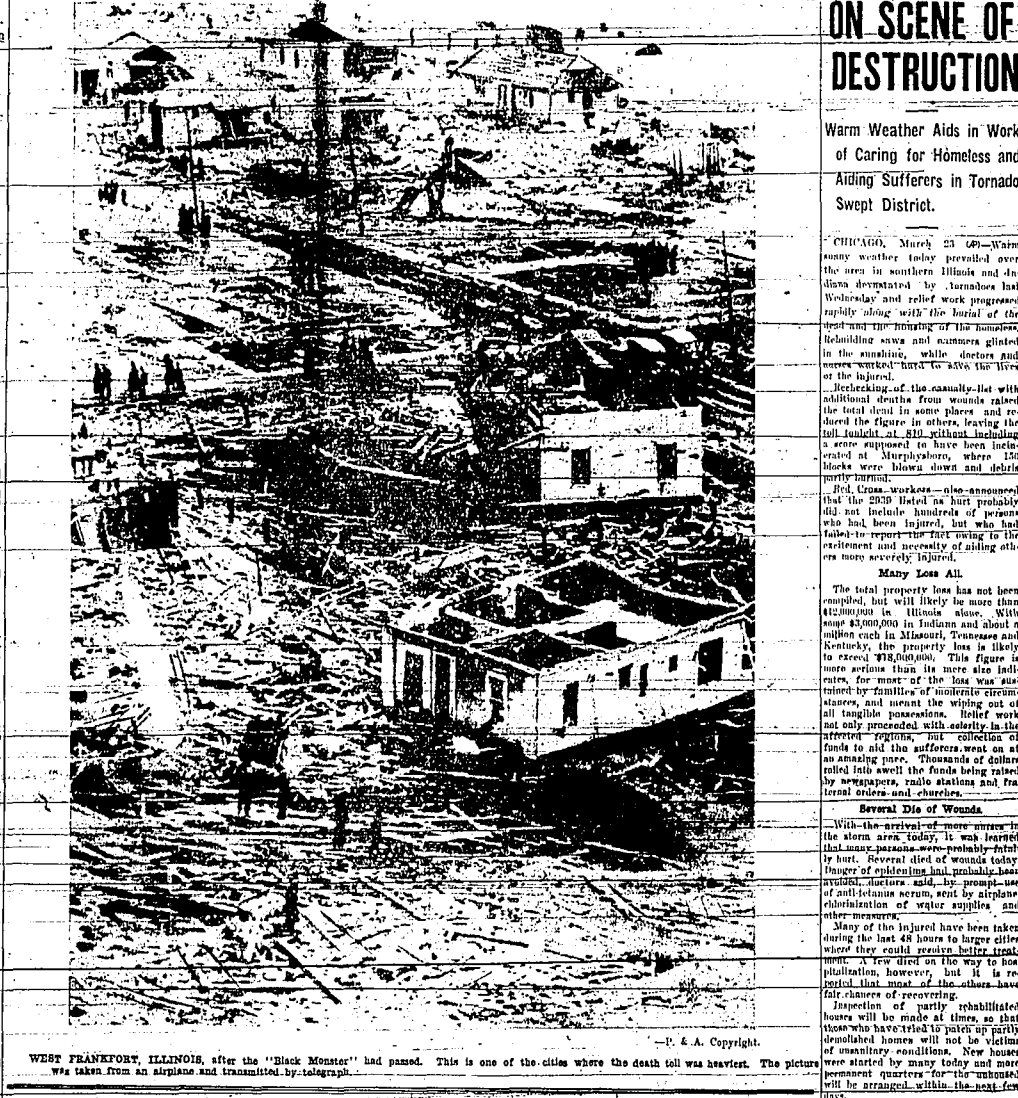 ON SCENE OF
DESTRUCTION
Warm Weather Aids in Work
of Caring for Homeless and
Aiding Sufferers in Tornado
Swept District.
CHICAGO, March 23 (AP)—Warm
sunny weather today prevailed over
the area in southern Illinois and In-
diana devastated by tornadoes last
Wednesday and relief work progressed
rapidly along with the burial of the
dead and the housing of the homeless.
Rebuilding saws and hammers glinted
in the sunshine, while doctors and
nurses worked hard to save the lives
of the injured.
Rechecking of the casualty list with
additional deaths from wounds raised
the total dead in some places and re-
duced the figure in others, leaving the
toll tonight at 810 without including
a score supposed to have been incin-
erated at Murphysboro, where 150
blocks were blown down and debris
partly burned.
Red Cross workers also announced
that the 2939 listed as hurt probably
did not include hundreds of persons
who had been injured, but who had
failed to report the fact owing to the
excitement and necessity of aiding oth-
ers more severely injured.
Many Loss All.
The total property loss has not been
compiled, but will likely be more than
$12,000,000 in Illinois alone. With
some $3,000,000 in Indiana and about a
million each in Missouri, Tennessee and
Kentucky, the property loss is likely
to exceed $18,000,000. This figure is
more serious than its mere size indi-
cates, for most of the loss was sus-
tained by families of moderate circum-
stances, and meant the wiping out of
all tangible possessions. Relief work
not only proceeded with celerity in the
affected regions, but collection of
funds to aid the sufferers went on at
an amazing pace. Thousands of dollars
rolled into swell the funds being raised
by newspapers, radio stations and fra
ternal orders and churches.
Several Die of Wounds.
With the arrival of more nurses in
the storm area today, it was learned
that many persons were probably fatal-
ly hurt. Several died of wounds today
Danger of epidemics had probably been
avoided, doctors said, by prompt use
of anti-tetanus serum, sent by airplane
chlorinization of water supplies and
other measures.
Many of the injured have been taken
during the last 48 hours to larger cities
where they could receive better treat-
ment. A few died on the way to hos
pitalization, however, but it is re-
ported that most of the others have
fair chances of recovering.
Inspection of partly rehabilitated
houses will be made at times, so that
those who have tried to patch up partly
demolished homes will not be victims
of unsanitary conditions. New houses
were started by many today and more
permanent quarters for the unhoused
will be arranged within the next few
days.
—P. & A. Copyright.
WEST FRANKFORT, ILLINOIS, after the "Black Monster" had passed. This is one of the cities where the death toll was heaviest. The picture
was taken from an airplane and transmitted by telegraph.